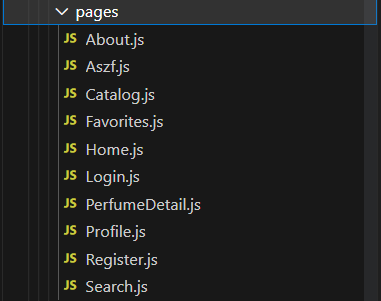 pages
JS About.js
JS Aszf.js
JS Catalog.js
JS Favorites.js
JS Home.js
JS Login.js
JS PerfumeDetail.js
JS Profile.js
JS Register.js
JS Search.js